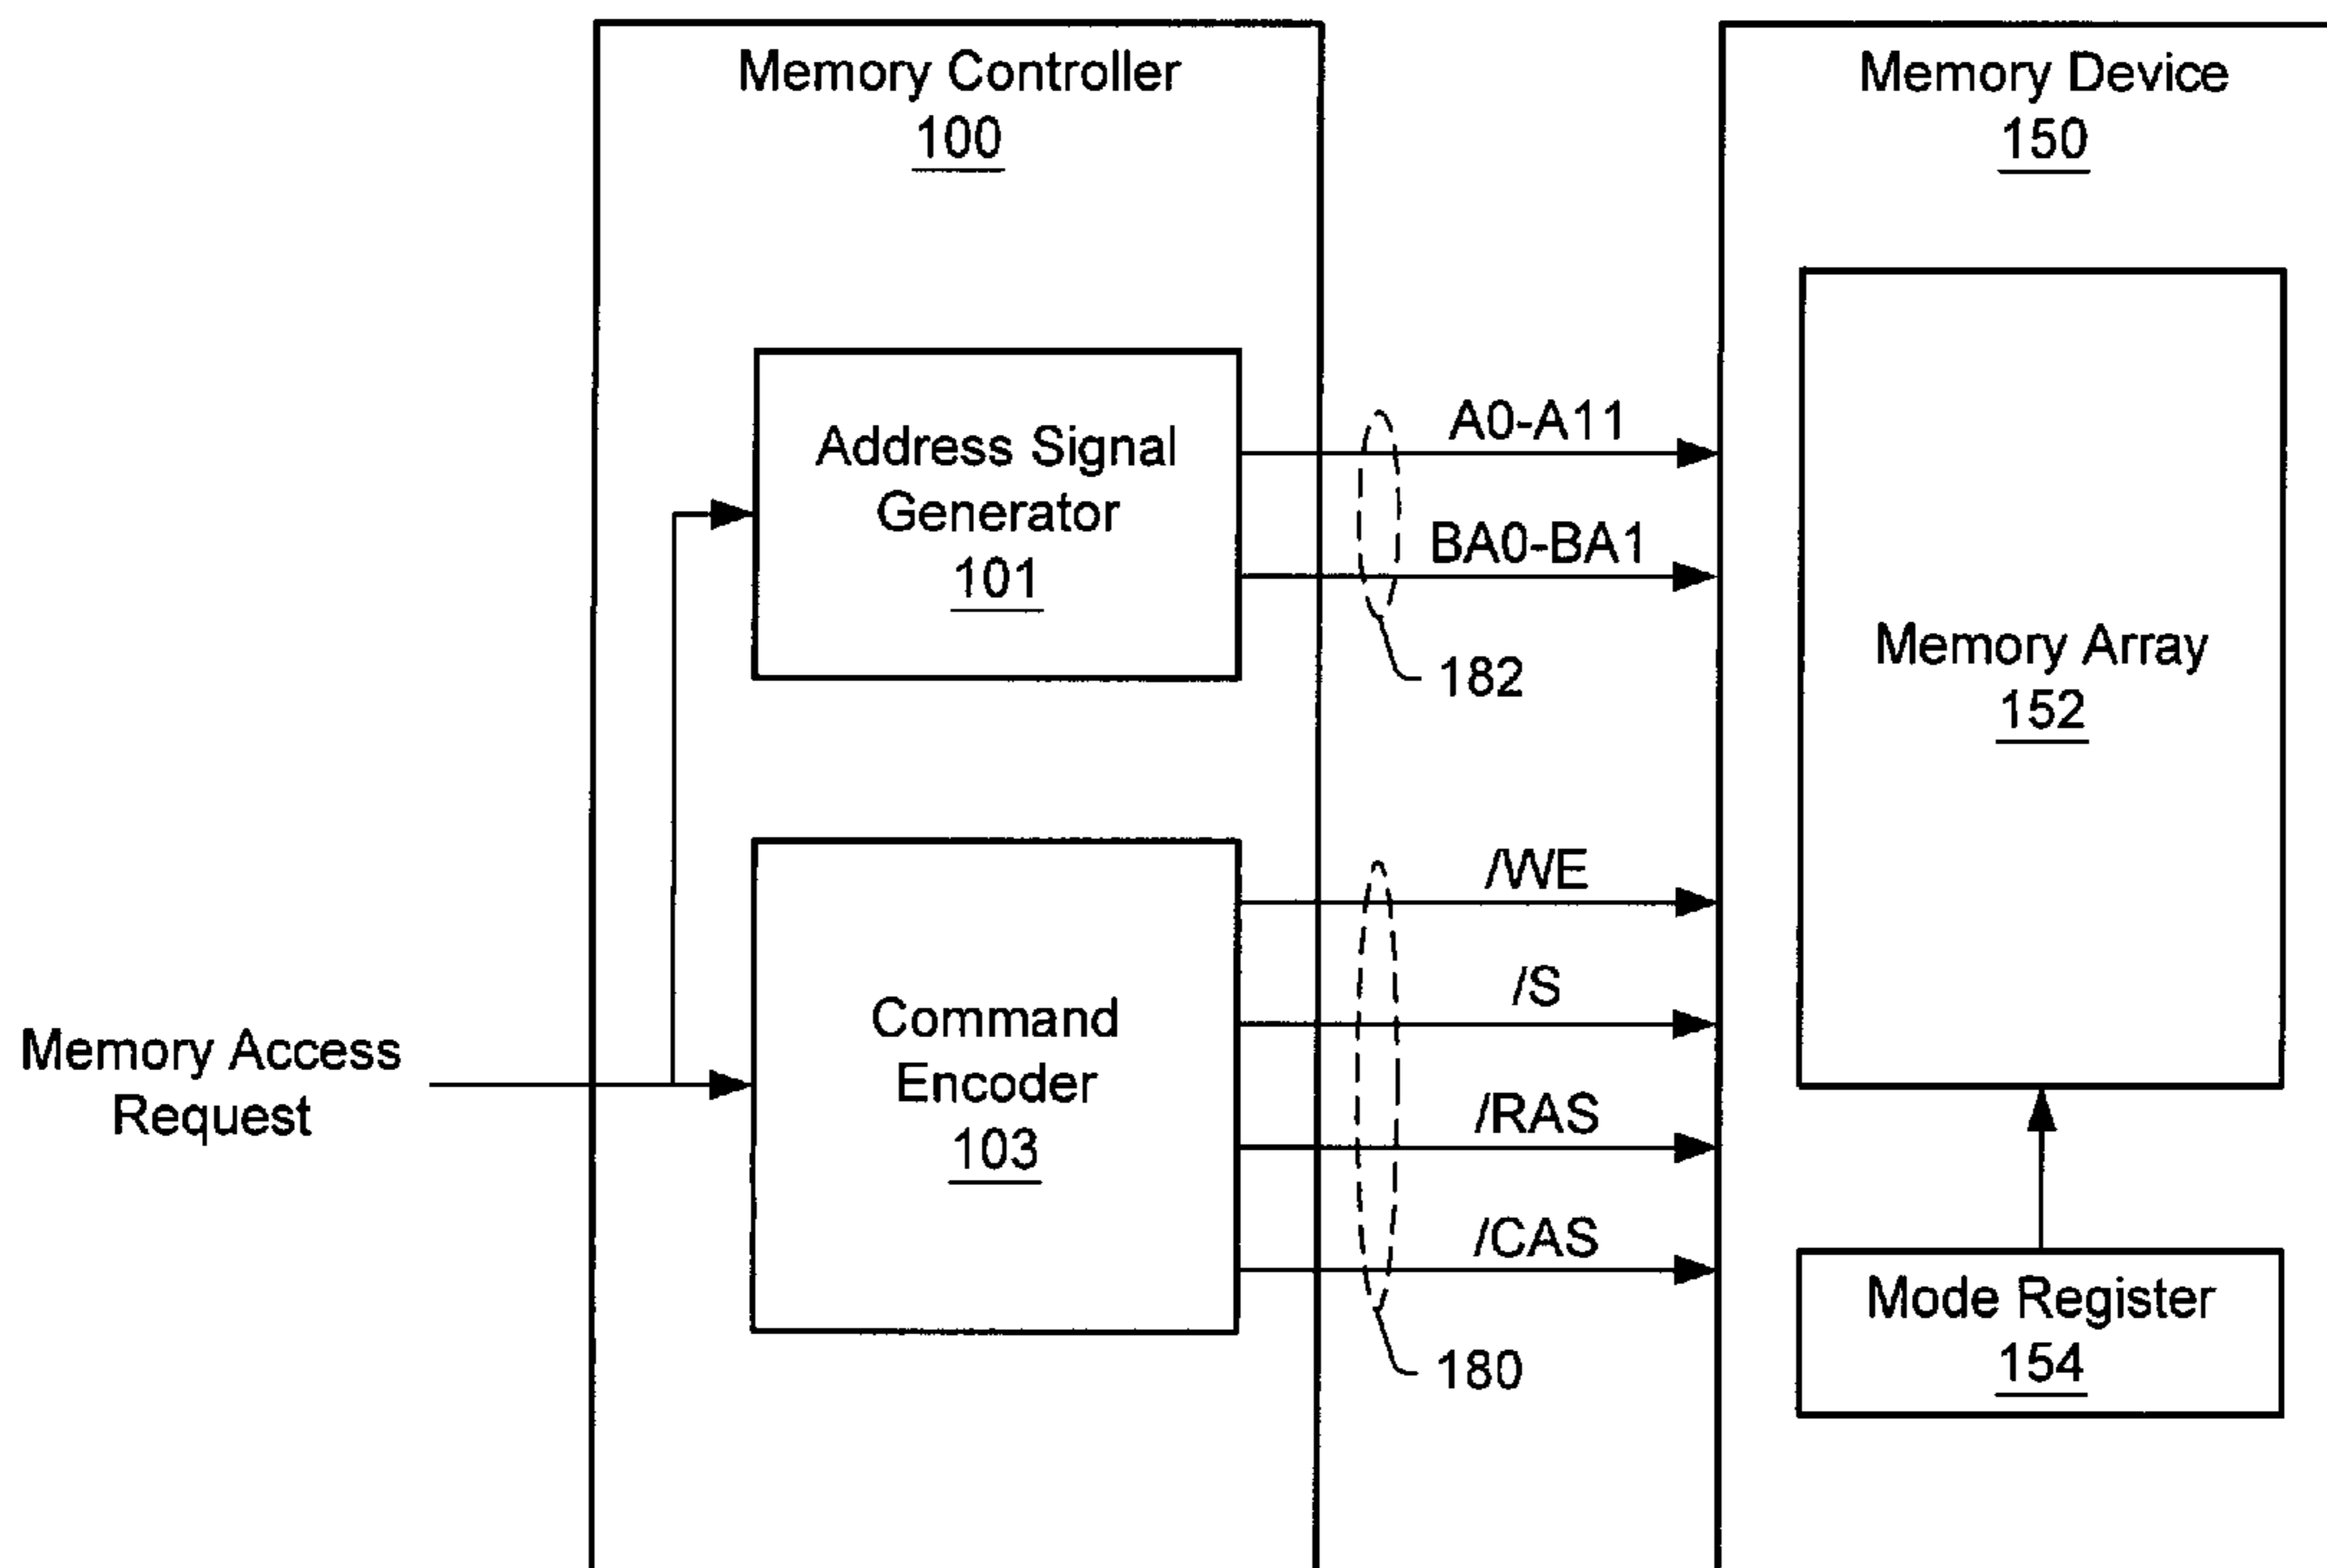 Memory Controller
100
Memory Device
150
Address Signal
Generator
101
A0-A11
BA0-BA1
182
Memory Array
152
Memory Access
Request
Command
Encoder
103
/WE
/S
/RAS
/CAS
180
Mode Register
154